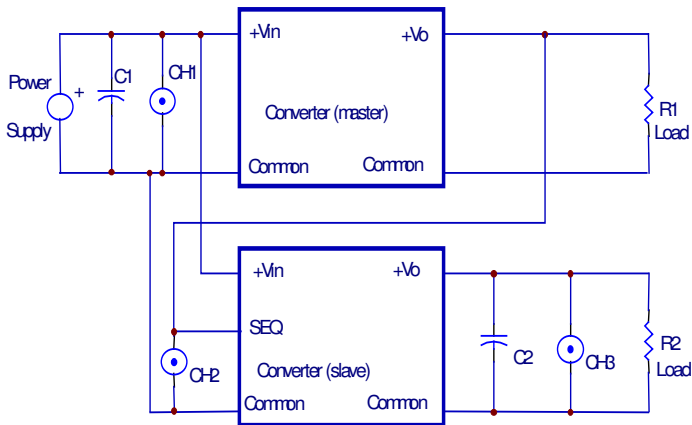 +Vin
+Vo
C1
CH1
Power
+
Supply
Converter (master)
R1
Load
Common
Common
+Vin
+Vo
SEQ
CH2
Converter (slave)
C2
CH3
R2
Load
Common
Common